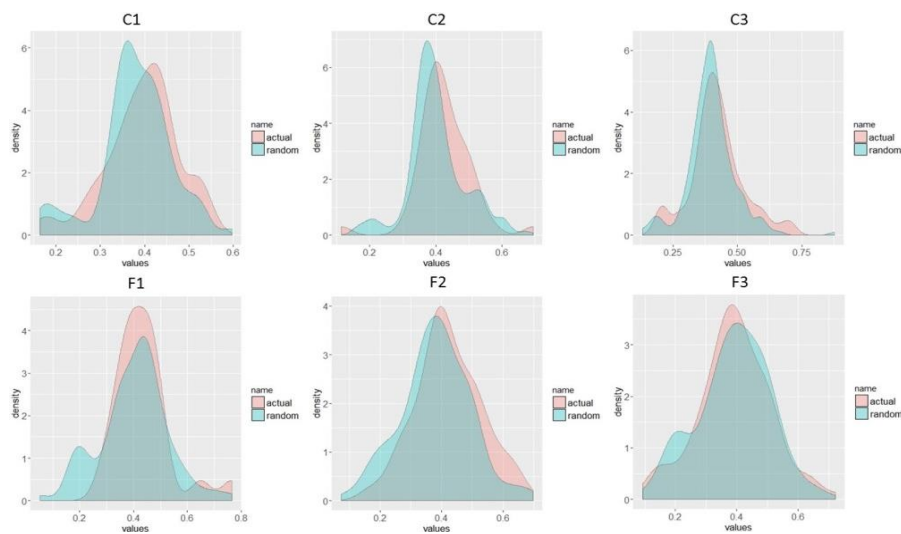 C1
C2
C3
6
4
2
0
density
0.2
0.3
0.4
0.5
0.6
values
name
actual
random
6
4
2
0
density
0.2
0.4
0.6
values
name
actual
random
6
4
2
0
density
0.25
0.50
0.75
values
name
actual
random
F1
F2
F3
4
3
2
1
0
density
0.2
0.4
0.6
0.8
values
name
actual
random
4
3
2
1
0
density
0.2
0.4
0.6
values
name
actual
random
3
2
1
0
density
0.2
0.4
0.6
values
name
actual
random